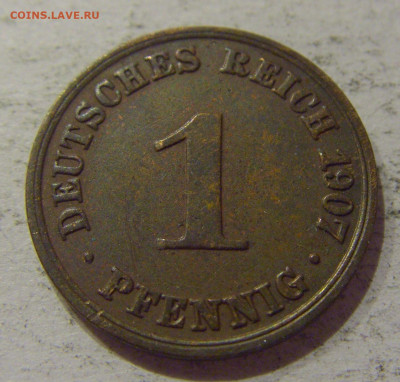 COINS.LAVE.RU
DEUTSCHES REICH 1907
1
· PFENNIG ·